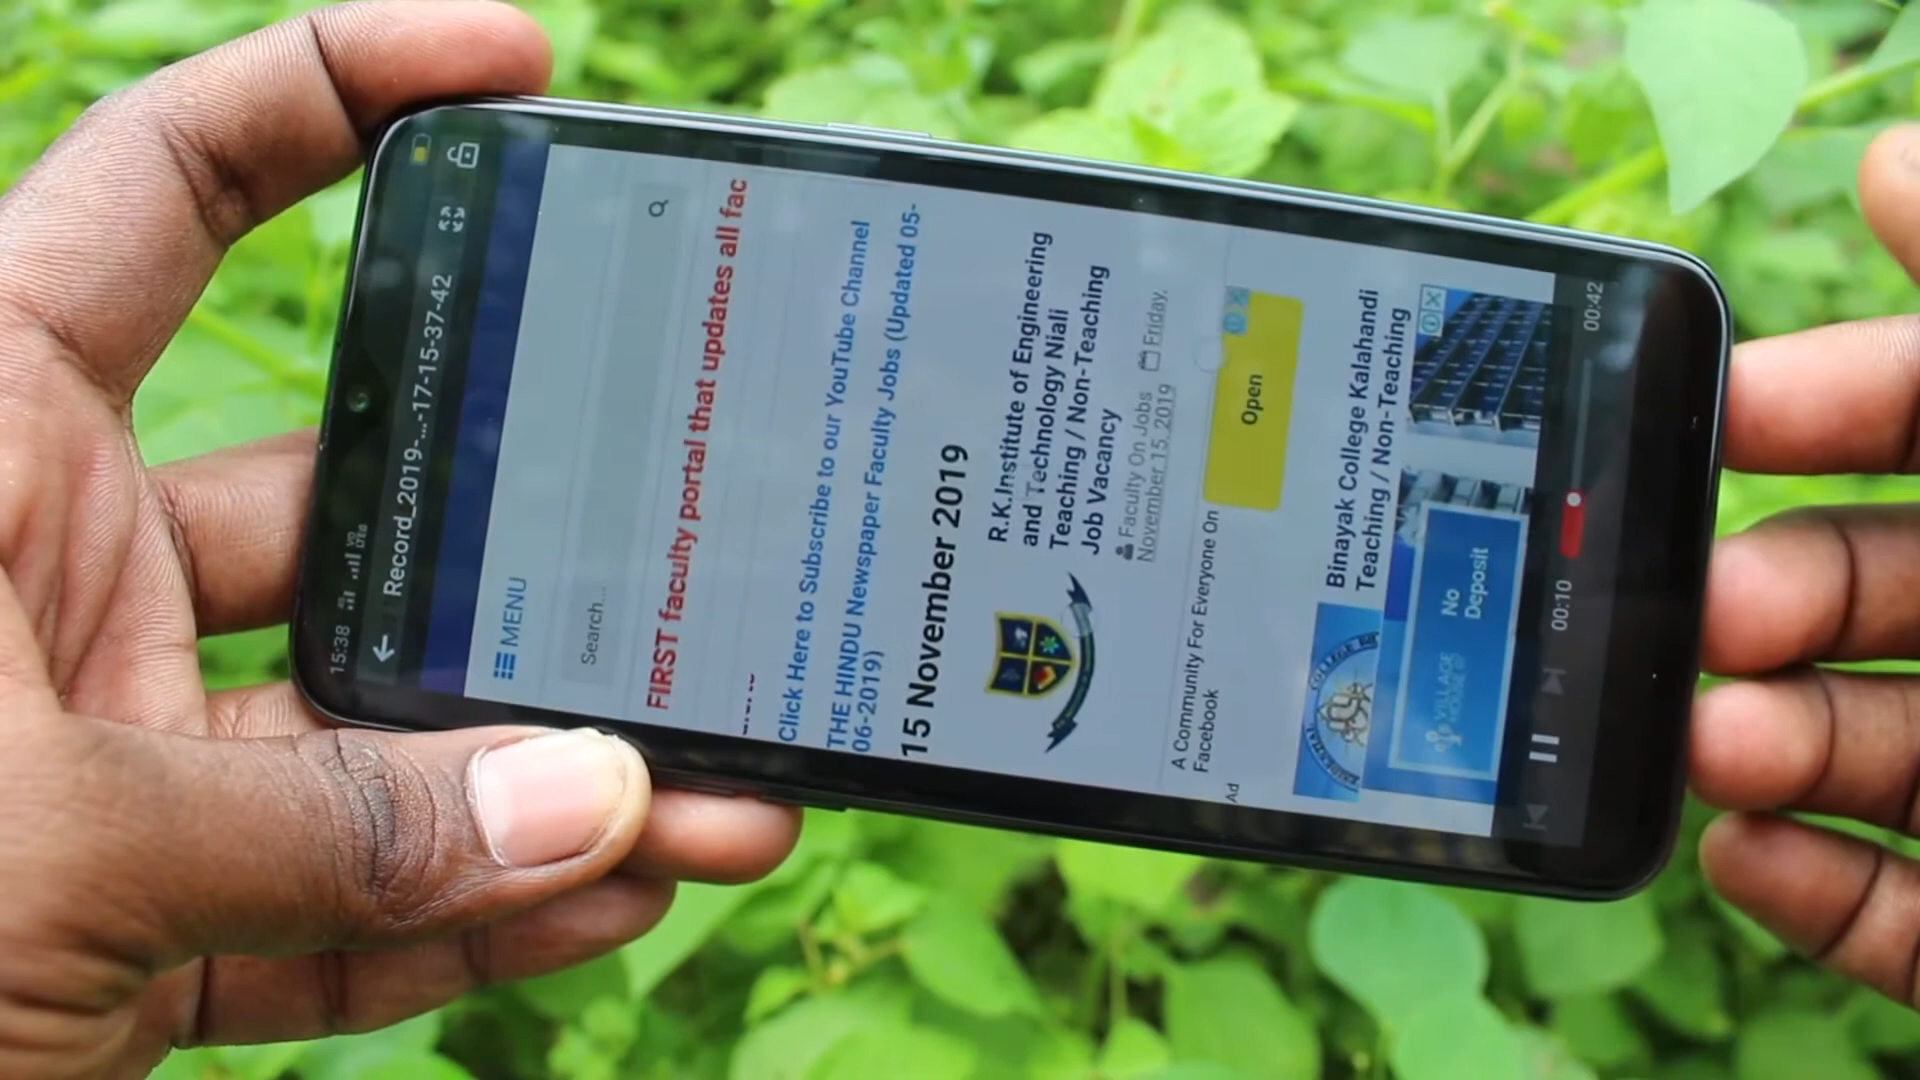 15:38
Record_2019-...-17-15-37-42
MENU
Search...
FIRST faculty portal that updates all fac
Click Here to Subscribe to our YouTube Channel
THE HINDU Newspaper Faculty Jobs (Updated 05-
06-2019)
15 November 2019
R.K.Institute of Engineering
and Technology Niali
Teaching / Non-Teaching
Job Vacancy
Faculty On Jobs Friday,
November 15, 2019
A Community For Everyone On
Facebook
Ad
Open
Binayak College Kalahandi
Teaching / Non-Teaching
VILLAGE
No
Deposit
00:10
00:42